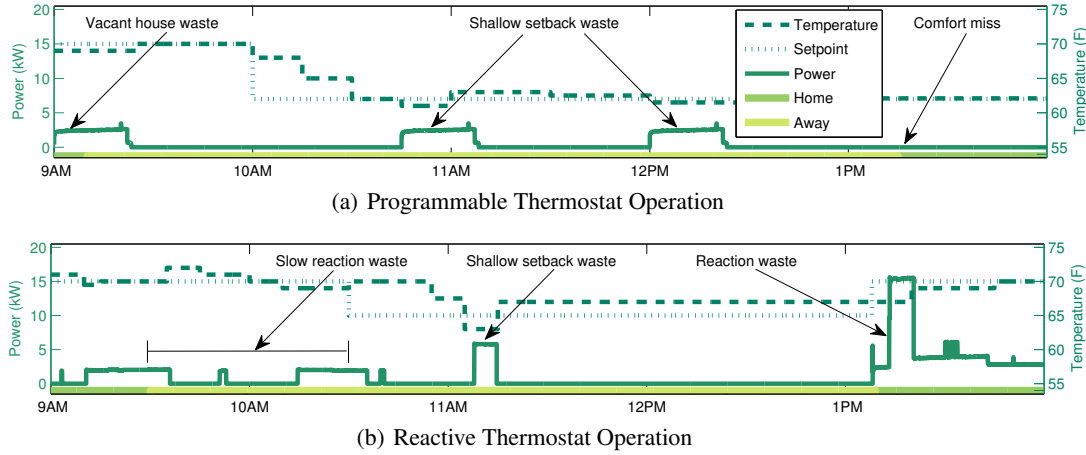 Vacant house waste
Shallow setback waste
Comfort miss
20
15
10
5
0
Power (kW)
75
70
65
60
55
Temperature (F)
Temperature
Setpoint
Power
Home
Away
9AM 10AM 11AM 12PM 1PM
(a) Programmable Thermostat Operation
Slow reaction waste
Shallow setback waste
Reaction waste
20
15
10
5
0
Power (kW)
75
70
65
60
55
Temperature (F)
9AM 10AM 11AM 12PM 1PM
(b) Reactive Thermostat Operation